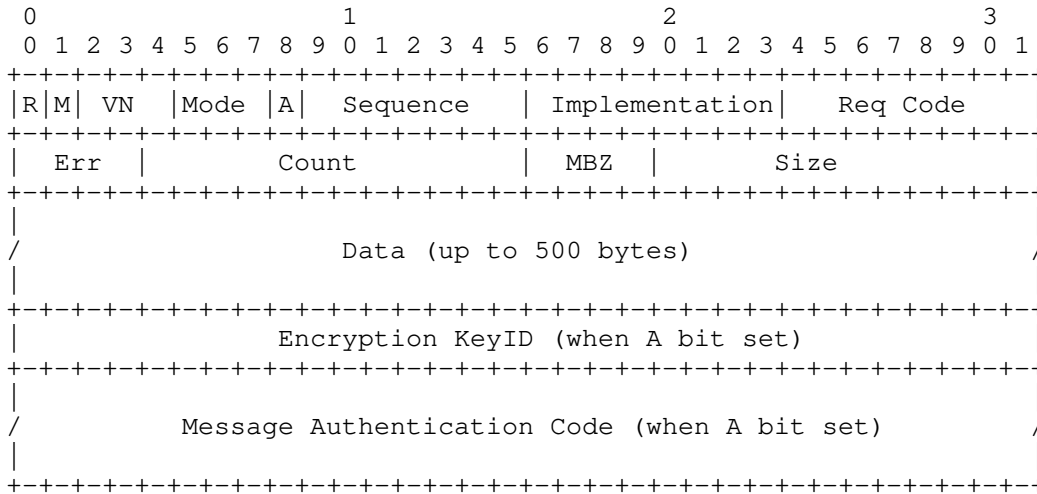 0                   1                   2                   3
 0 1 2 3 4 5 6 7 8 9 0 1 2 3 4 5 6 7 8 9 0 1 2 3 4 5 6 7 8 9 0 1
+-+-+-+-+-+-+-+-+-+-+-+-+-+-+-+-+-+-+-+-+-+-+-+-+-+-+-+-+-+-+-+--
|R|M| VN  |Mode |A|  Sequence   | Implementation|   Req Code
+-+-+-+-+-+-+-+-+-+-+-+-+-+-+-+-+-+-+-+-+-+-+-+-+-+-+-+-+-+-+-+--
|  Err  |        Count          |  MBZ  |       Size
+-+-+-+-+-+-+-+-+-+-+-+-+-+-+-+-+-+-+-+-+-+-+-+-+-+-+-+-+-+-+-+--
|
/                    Data (up to 500 bytes)                     /
|
+-+-+-+-+-+-+-+-+-+-+-+-+-+-+-+-+-+-+-+-+-+-+-+-+-+-+-+-+-+-+-+--
|                Encryption KeyID (when A bit set)
+-+-+-+-+-+-+-+-+-+-+-+-+-+-+-+-+-+-+-+-+-+-+-+-+-+-+-+-+-+-+-+--
|
/          Message Authentication Code (when A bit set)         /
|
+-+-+-+-+-+-+-+-+-+-+-+-+-+-+-+-+-+-+-+-+-+-+-+-+-+-+-+-+-+-+-+--